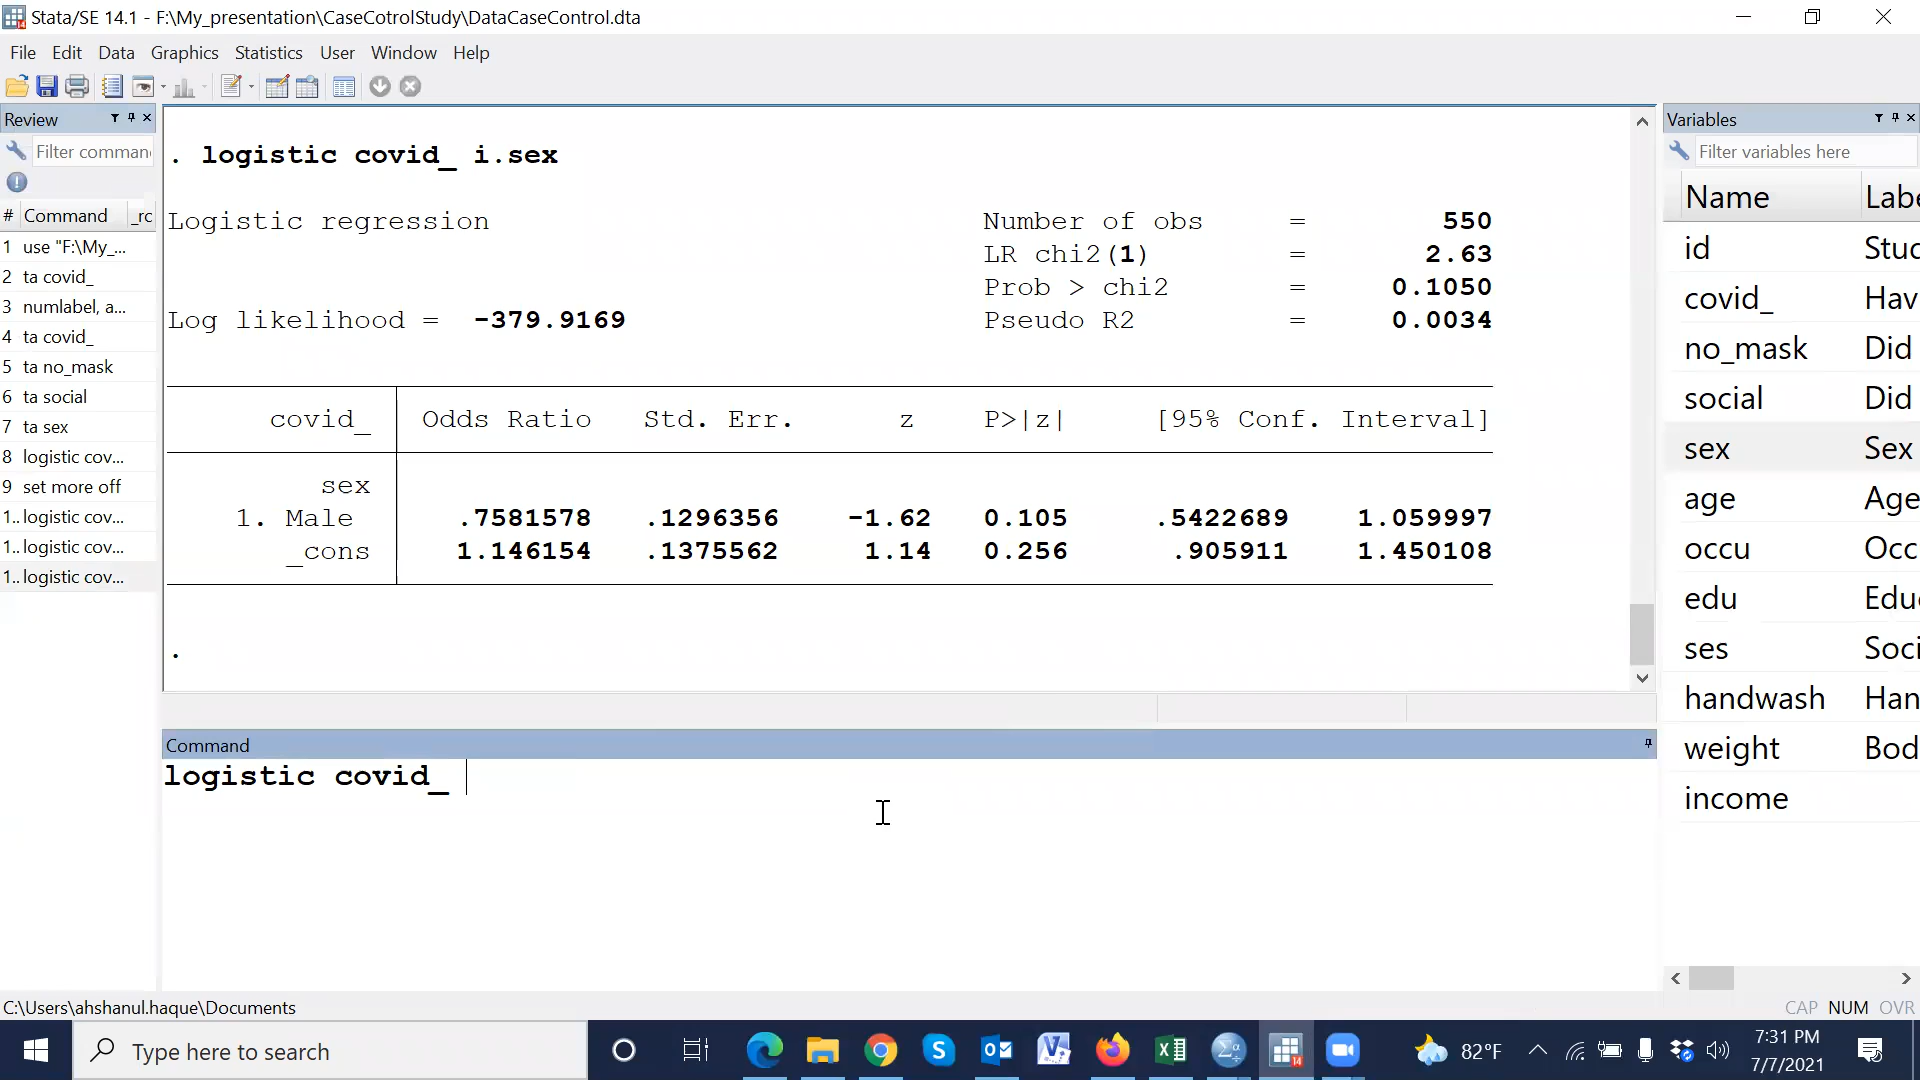 Stata/SE 14.1 - F:\My_presentation\CaseCotrolStudy\DataCaseControl.dta
File Edit Data Graphics Statistics User Window Help
Review
Filter comman
# Command _rc
1 use "F:\My_...
2 ta covid_
3 numlabel, a...
4 ta covid_
5 ta no_mask
6 ta social
7 ta sex
8 logistic cov...
9 set more off
1.. logistic cov...
1.. logistic cov...
1.. logistic cov...
. logistic covid_ i.sex
Logistic regression Number of obs = 550
LR chi2(1) = 2.63
Prob > chi2 = 0.1050
Log likelihood = -379.9169 Pseudo R2 = 0.0034
covid_ Odds Ratio Std. Err. z P>|z| [95% Conf. Interval]
sex
1. Male .7581578 .1296356 -1.62 0.105 .5422689 1.059997
_cons 1.146154 .1375562 1.14 0.256 .905911 1.450108
.
Command
logistic covid_
Variables
Filter variables here
Name Labe
id Stuc
covid_ Hav
no_mask Did
social Did
sex Sex
age Age
occu Occ
edu Edu
ses Soci
handwash Han
weight Bod
income
C:\Users\ahshanul.haque\Documents
CAP NUM OVR
Type here to search
82°F
7:31 PM
7/7/2021